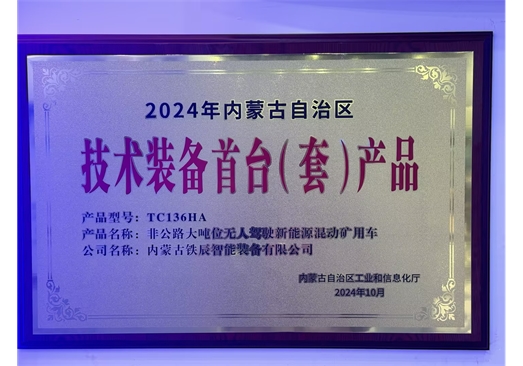 2024年内蒙古自治区
技术装备首台(套)产品
产品型号：TC136HA
产品名称：非公路大吨位无人驾驶新能源混动矿用车
公司名称：内蒙古铁辰智能装备有限公司
内蒙古自治区工业和信息化厅
2024年10月